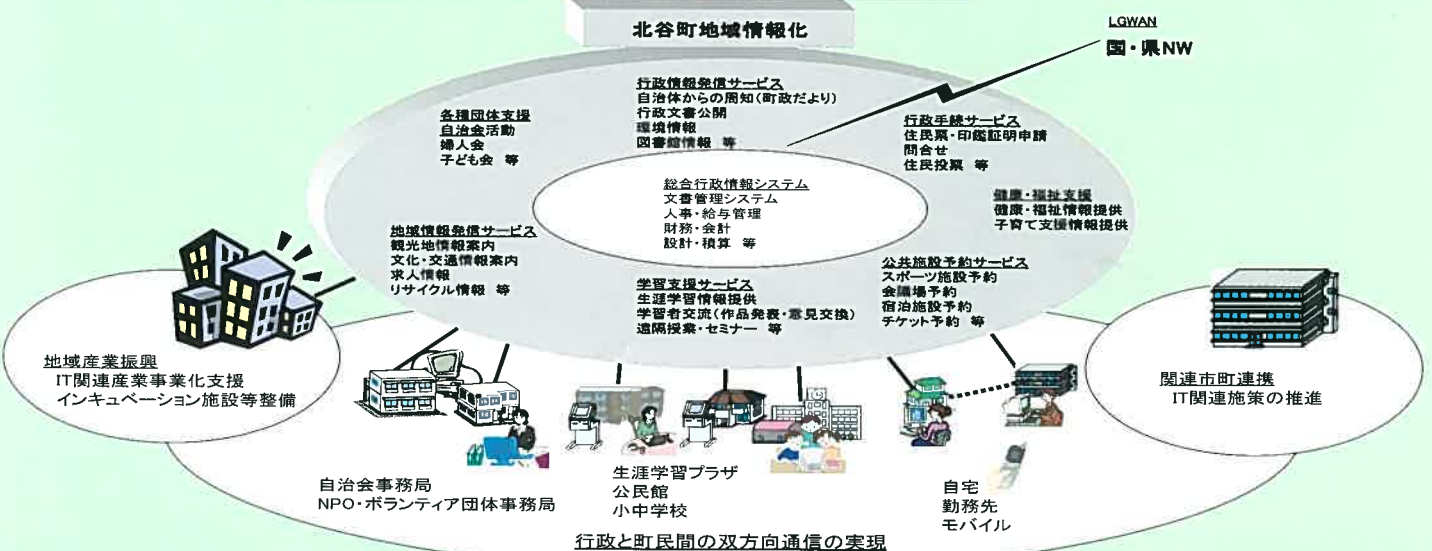 北谷町地域情報化
LGWAN
国・県NW
行政情報発信サービス
自治体からの周知(町政だより)
行政文書公開
環境情報
図書館情報 等
各種団体支援
自治会活動
婦人会
子ども会 等
行政手続サービス
住民票・印鑑証明申請
問合せ
住民投票 等
総合行政情報システム
文書管理システム
人事・給与管理
財務・会計
設計・積算 等
健康・福祉支援
健康・福祉情報提供
子育て支援情報提供
地域情報発信サービス
観光地情報案内
文化・交通情報案内
求人情報
リサイクル情報 等
学習支援サービス
生涯学習情報提供
学習者交流(作品発表・意見交換)
遠隔授業・セミナー 等
公共施設予約サービス
スポーツ施設予約
会議場予約
宿泊施設予約
チケット予約 等
地域産業振興
IT関連産業事業化支援
インキュベーション施設等整備
関連市町連携
IT関連施策の推進
自治会事務局
NPO・ボランティア団体事務局
生涯学習プラザ
公民館
小中学校
自宅
勤務先
モバイル
行政と町民間の双方向通信の実現